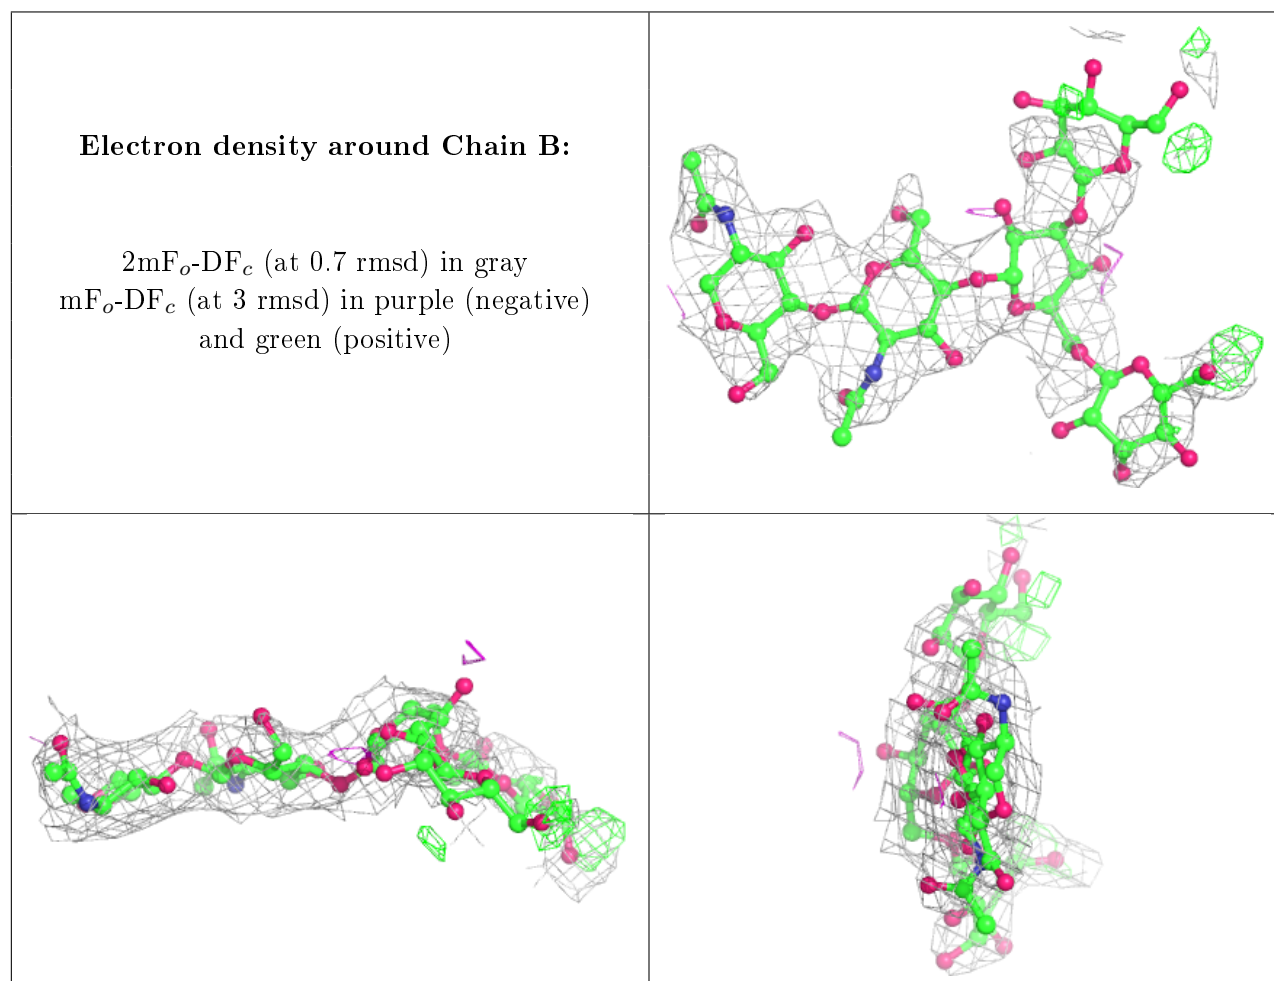 Electron density around Chain B:
2mFₒ-DF𝒸 (at 0.7 rmsd) in gray
mFₒ-DF𝒸 (at 3 rmsd) in purple (negative)
and green (positive)